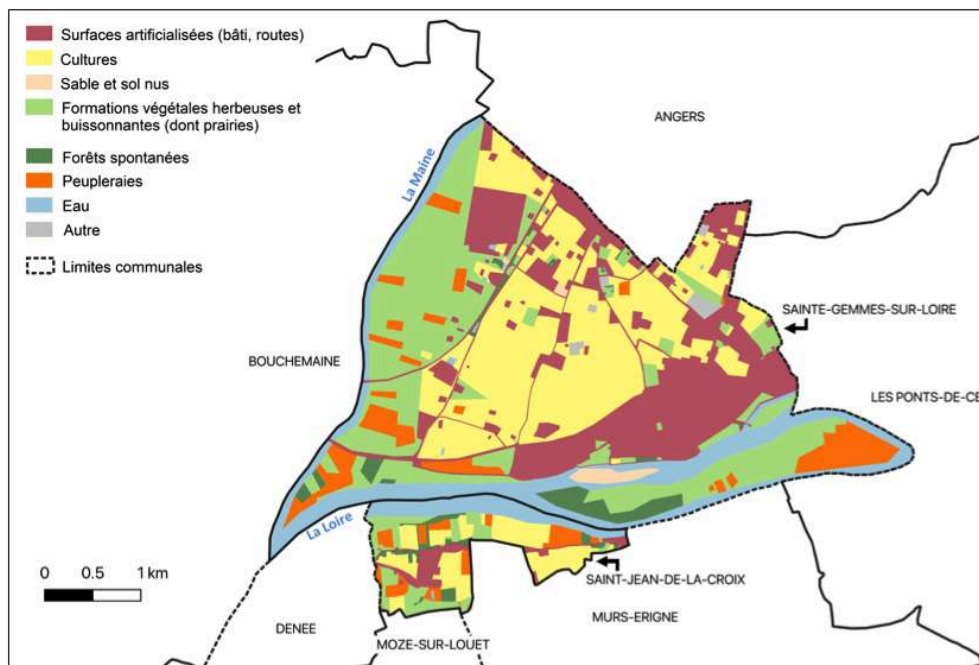 Surfaces artificialisées (bâti, routes)
Cultures
Sable et sol nus
Formations végétales herbeuses et
buissonnantes (dont prairies)
Forêts spontanées
Peupleraies
Eau
Autre
Limites communales
ANGERS
La Maine
SAINTE-GEMMES-SUR-LOIRE
BOUCHEMAINE
LES PONTS-DE-CE
La Loire
0 0.5 1 km
SAINT-JEAN-DE-LA-CROIX
MURS-ERIGNE
DENEE
MOZE-SUR-LOUET